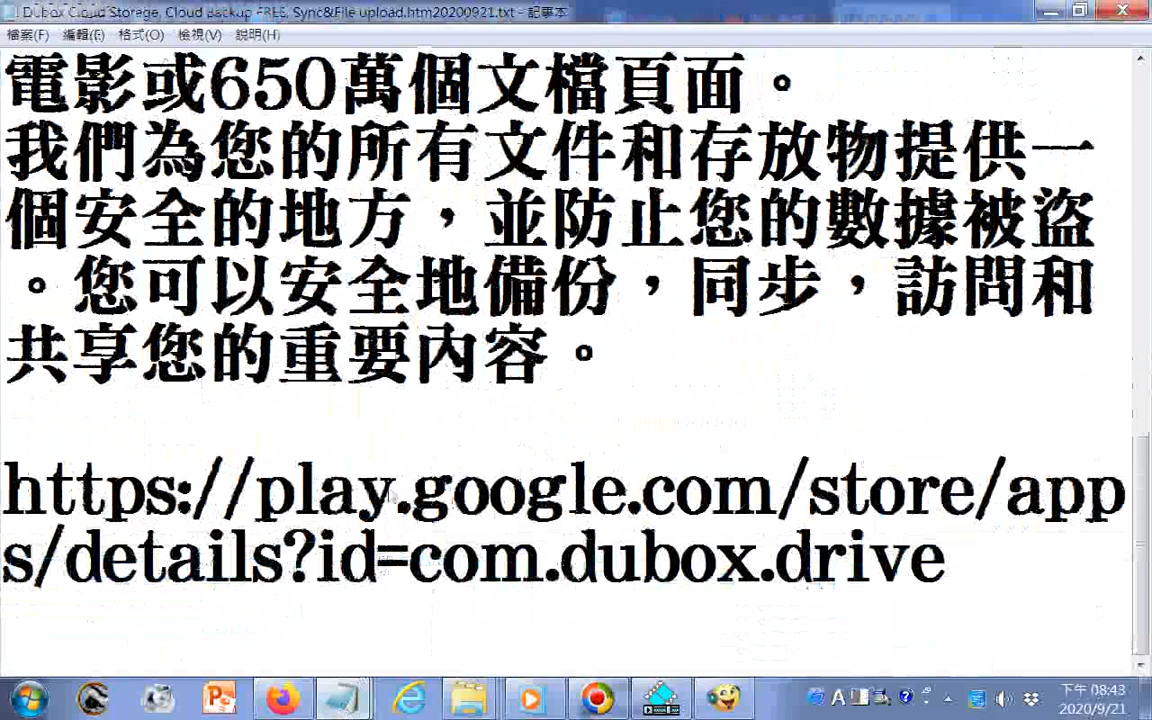 Dubox Cloud Storage, Cloud Backup FREE, Sync&File upload.htm20200921.txt - 記事本
檔案(F) 編輯(E) 格式(O) 檢視(V) 說明(H)
電影或650萬個文檔頁面。
我們為您的所有文件和存放物提供一
個安全的地方，並防止您的數據被盜
。您可以安全地備份，同步，訪問和
共享您的重要內容。
https://play.google.com/store/app
s/details?id=com.dubox.drive
下午 08:43
2020/9/21